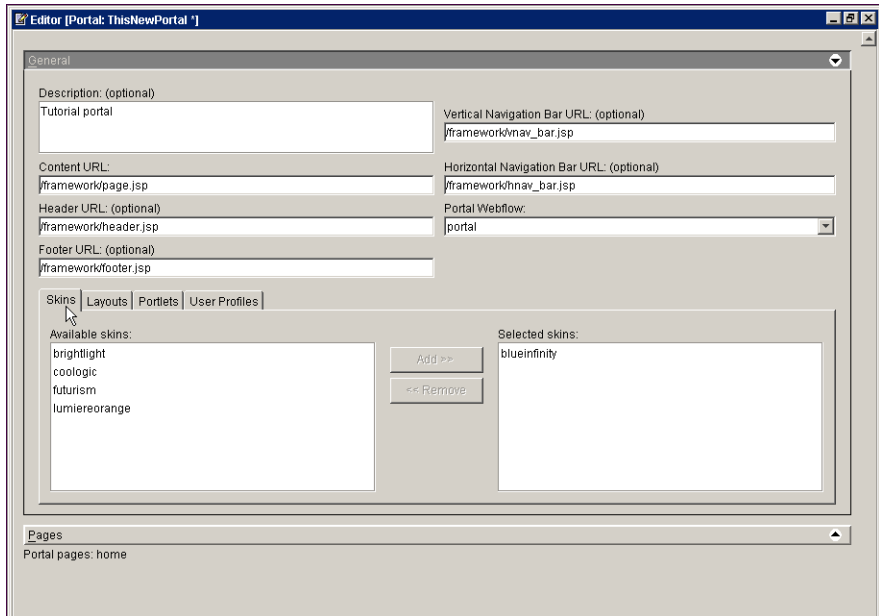 Editor [Portal: ThisNewPortal *]
General
Description: (optional)
Tutorial portal
Vertical Navigation Bar URL: (optional)
/framework/vnav_bar.jsp
Content URL:
/framework/page.jsp
Horizontal Navigation Bar URL: (optional)
/framework/hnav_bar.jsp
Header URL: (optional)
/framework/header.jsp
Portal Webflow:
portal
Footer URL: (optional)
/framework/footer.jsp
Skins Layouts Portlets User Profiles
Available skins:
brightlight
coologic
futurism
lumiereorange
Add >>
<< Remove
Selected skins:
blueinfinity
Pages
Portal pages: home